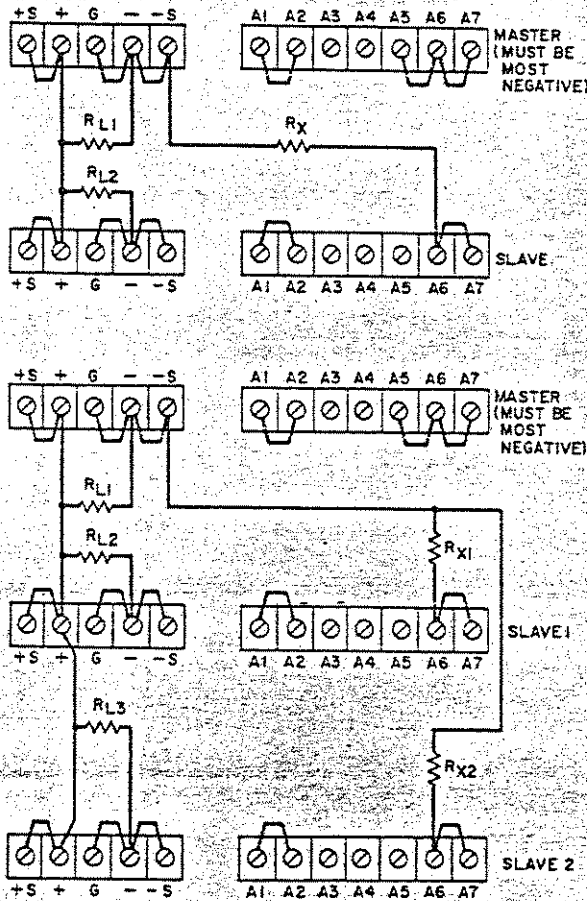 +S + G — — -S A1 A2 A3 A4 A5 A6 A7
MASTER
(MUST BE
MOST
NEGATIVE)
RL1
RX
RL2
SLAVE
+S + G — -S A1 A2 A3 A4 A5 A6 A7
+S + G — -S A1 A2 A3 A4 A5 A6 A7
MASTER
(MUST BE
MOST
NEGATIVE)
RL1
RL2
RX1
SLAVE 1
+S + G — -S A1 A2 A3 A4 A5 A6 A7
RL3
RX2
SLAVE 2
+S + G — -S A1 A2 A3 A4 A5 A6 A7